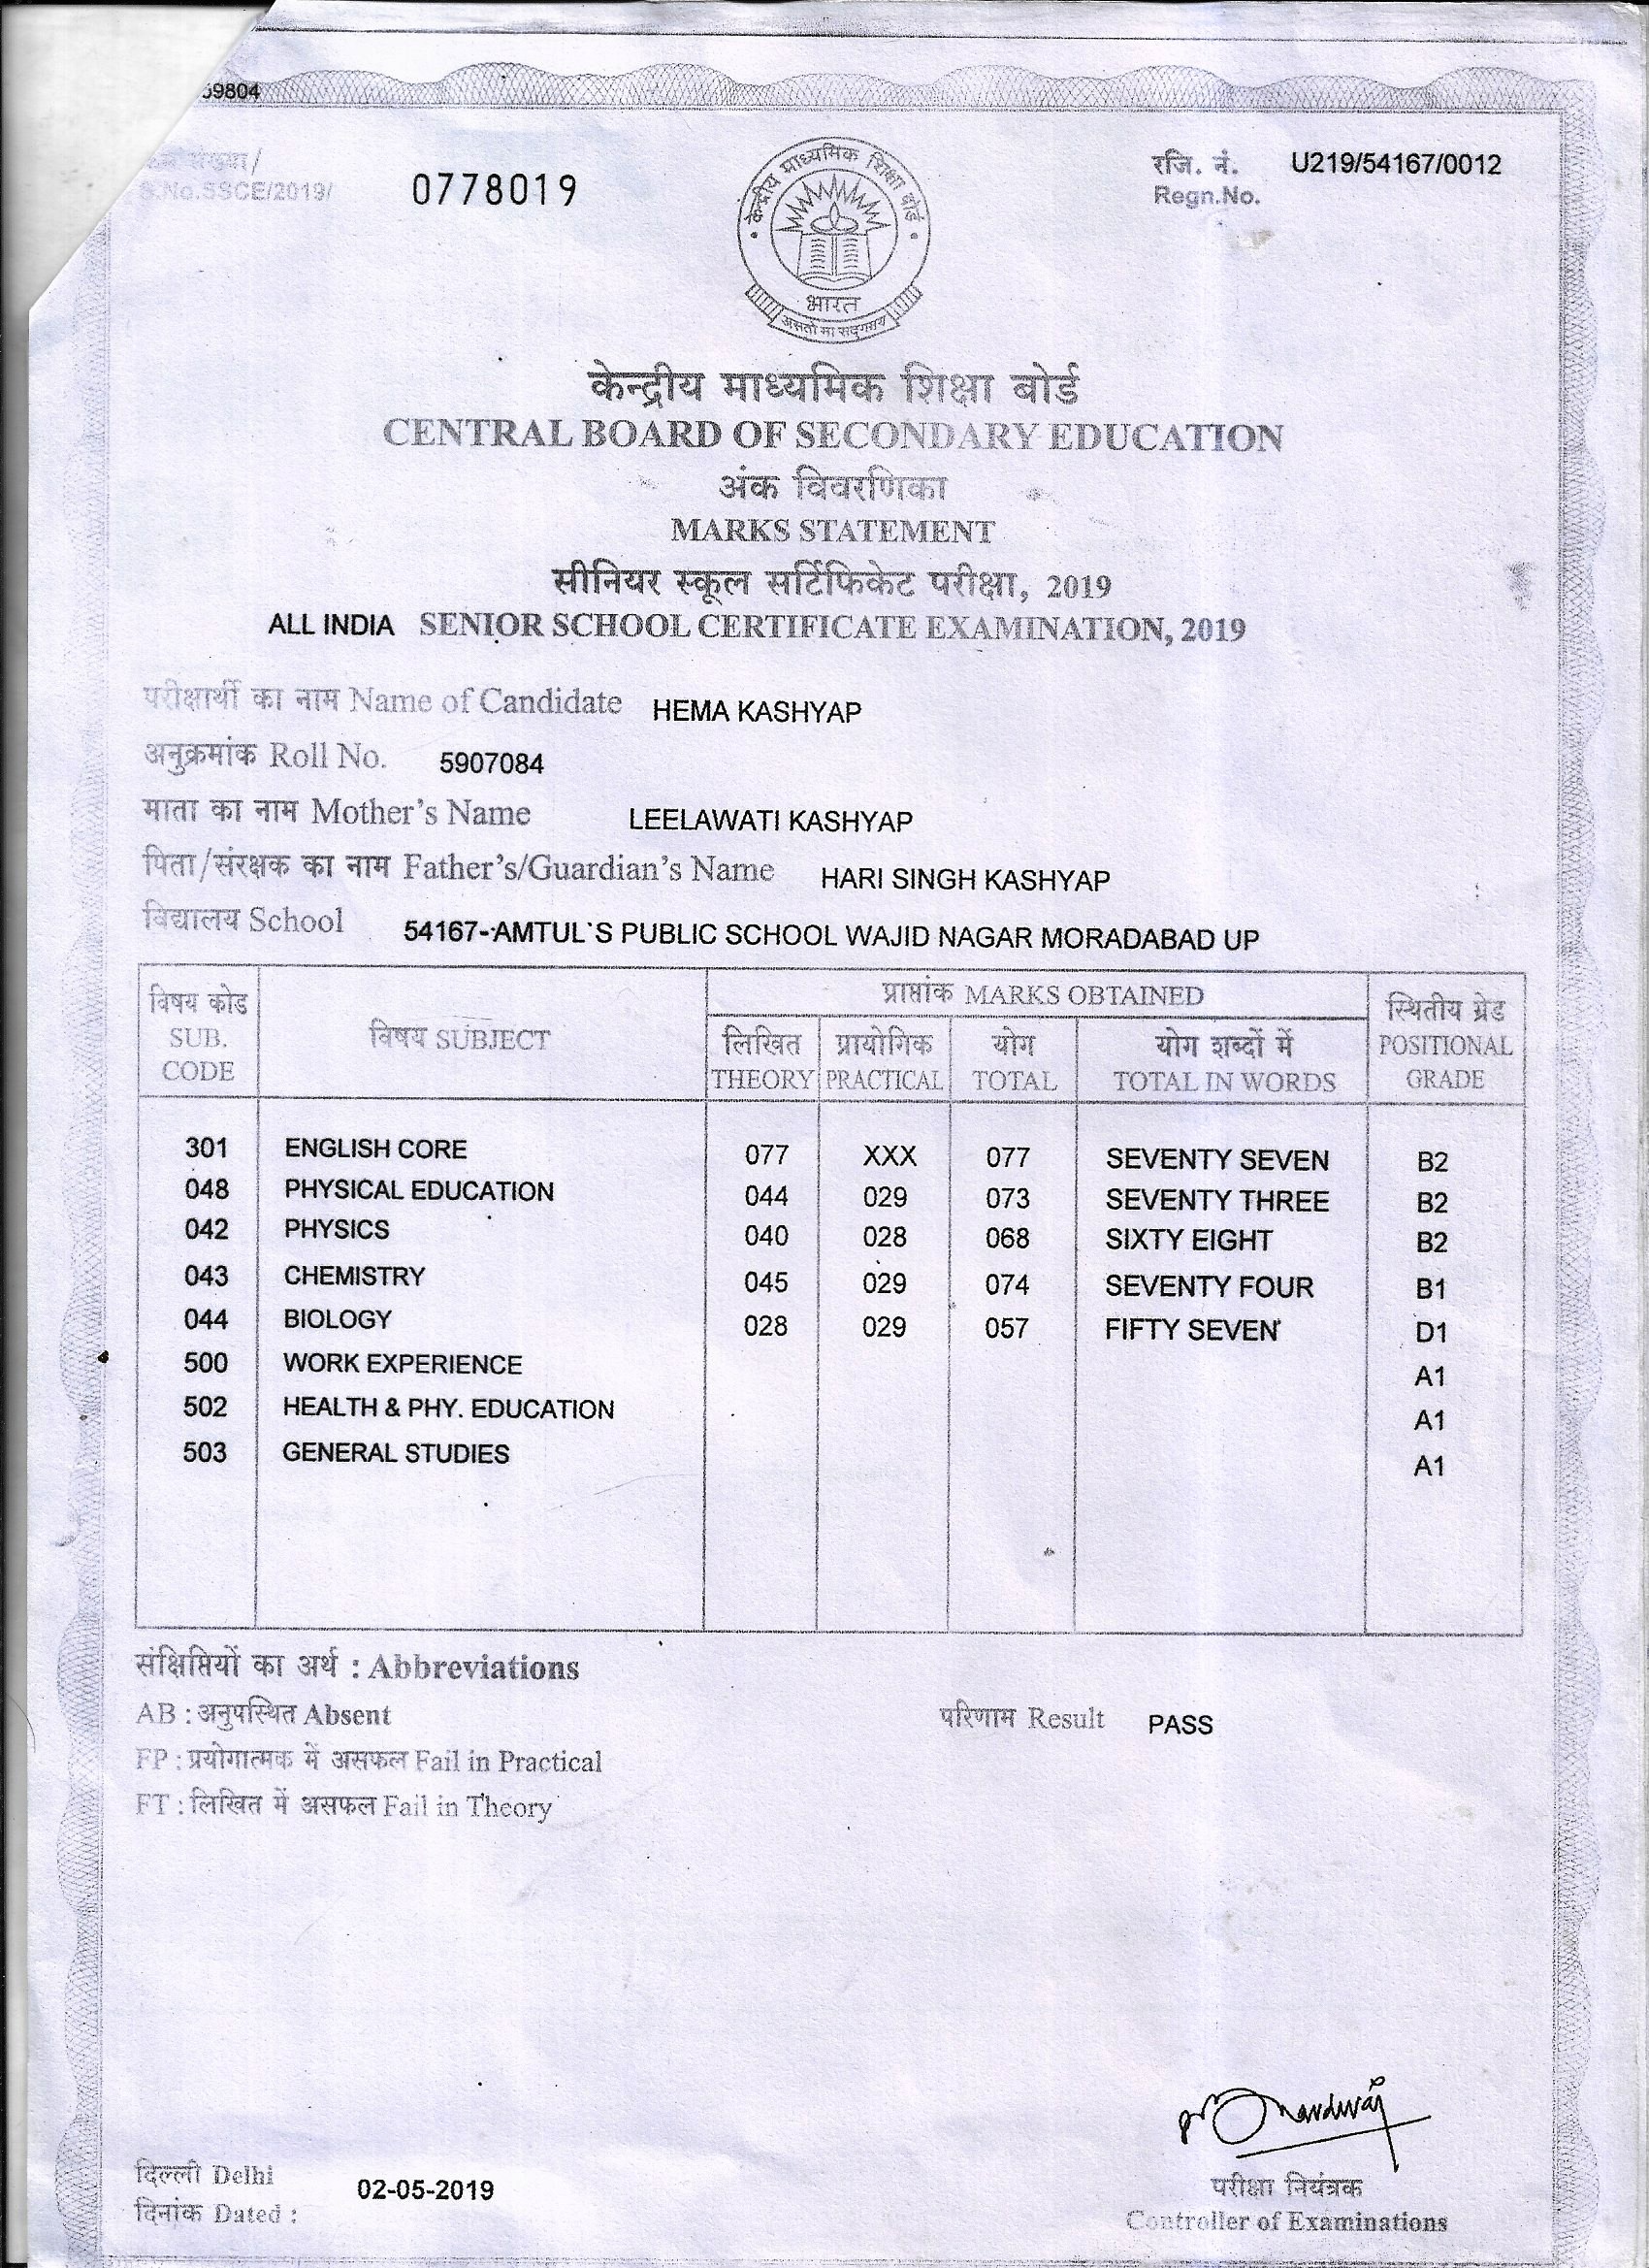 59804
संख्या/
S.No.SSCE/2019/ 0778019
रजि. नं. U219/54167/0012
Regn.No.
केन्द्रीय माध्यमिक शिक्षा बोर्ड
भारत
असतो मा सद्गमय
केन्द्रीय माध्यमिक शिक्षा बोर्ड
CENTRAL BOARD OF SECONDARY EDUCATION
अंक विवरणिका
MARKS STATEMENT
सीनियर स्कूल सर्टिफिकेट परीक्षा, 2019
ALL INDIA SENIOR SCHOOL CERTIFICATE EXAMINATION, 2019
परीक्षार्थी का नाम Name of Candidate HEMA KASHYAP
अनुक्रमांक Roll No. 5907084
माता का नाम Mother's Name LEELAWATI KASHYAP
पिता/संरक्षक का नाम Father's/Guardian's Name HARI SINGH KASHYAP
विद्यालय School 54167-AMTUL`S PUBLIC SCHOOL WAJID NAGAR MORADABAD UP
विषय कोड SUB. CODE विषय SUBJECT प्राप्तांक MARKS OBTAINED स्थितीय ग्रेड POSITIONAL GRADE
लिखित THEORY प्रायोगिक PRACTICAL योग TOTAL योग शब्दों में TOTAL IN WORDS
301 ENGLISH CORE 077 XXX 077 SEVENTY SEVEN B2
048 PHYSICAL EDUCATION 044 029 073 SEVENTY THREE B2
042 PHYSICS 040 028 068 SIXTY EIGHT B2
043 CHEMISTRY 045 029 074 SEVENTY FOUR B1
044 BIOLOGY 028 029 057 FIFTY SEVEN D1
500 WORK EXPERIENCE A1
502 HEALTH & PHY. EDUCATION A1
503 GENERAL STUDIES A1
संक्षिप्तियों का अर्थ : Abbreviations
AB : अनुपस्थित Absent
परिणाम Result PASS
FP : प्रयोगात्मक में असफल Fail in Practical
FT : लिखित में असफल Fail in Theory
दिल्ली Delhi
दिनांक Dated : 02-05-2019
परीक्षा नियंत्रक
Controller of Examinations